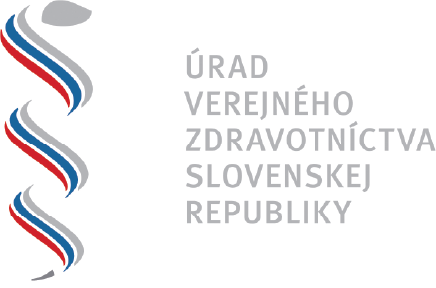 ÚRAD
VEREJNÉHO
ZDRAVOTNÍCTVA
SLOVENSKEJ
REPUBLIKY